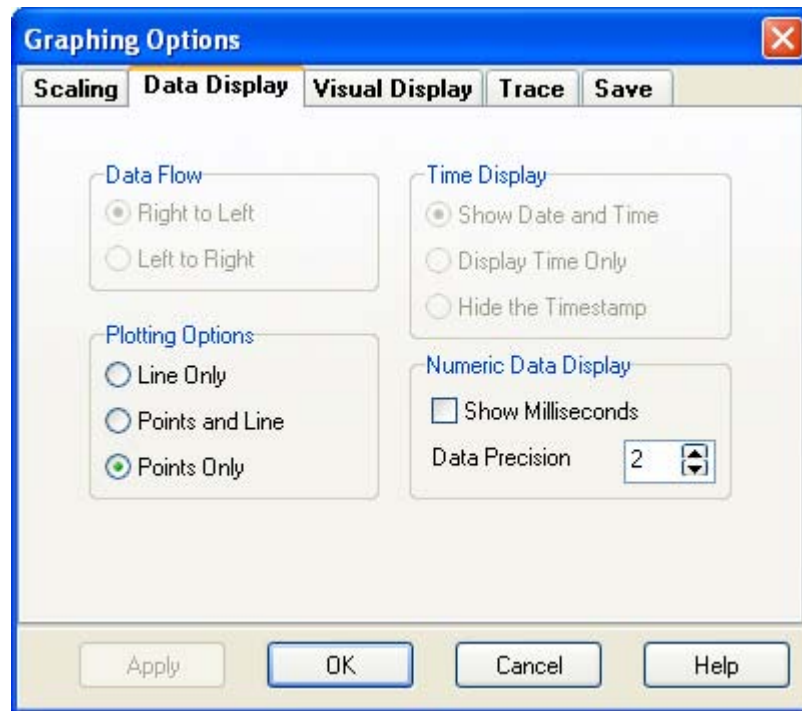 Graphing Options
Scaling Data Display Visual Display Trace Save
Data Flow
Right to Left
Left to Right
Time Display
Show Date and Time
Display Time Only
Hide the Timestamp
Plotting Options
Line Only
Points and Line
Points Only
Numeric Data Display
Show Milliseconds
Data Precision 2
Apply OK Cancel Help